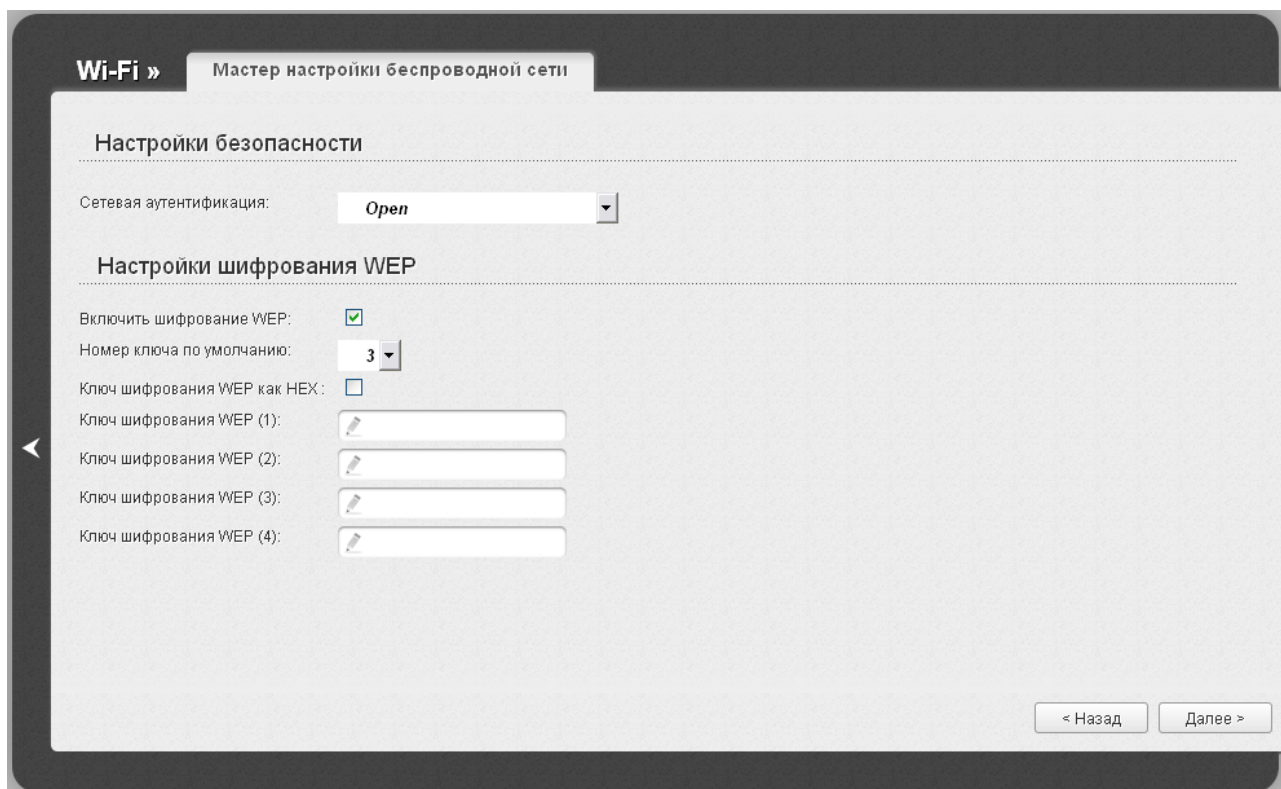 Wi-Fi »
Мастер настройки беспроводной сети
Настройки безопасности
Сетевая аутентификация:
Open
Настройки шифрования WEP
Включить шифрование WEP:
Номер ключа по умолчанию:
3
Ключ шифрования WEP как HEX :
Ключ шифрования WEP (1):
Ключ шифрования WEP (2):
Ключ шифрования WEP (3):
Ключ шифрования WEP (4):
< Назад
Далее >